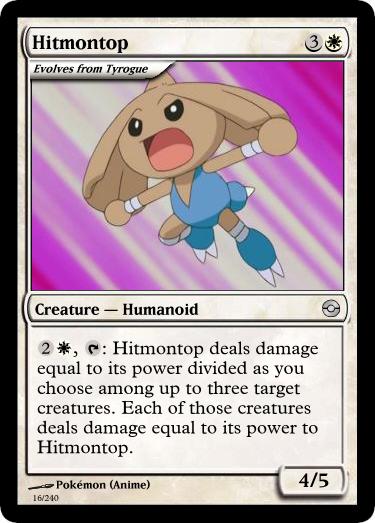 Hitmontop 3
Evolves from Tyrogue
Creature — Humanoid
2 , : Hitmontop deals damage
equal to its power divided as you
choose among up to three target
creatures. Each of those creatures
deals damage equal to its power to
Hitmontop.
4/5
Pokémon (Anime)
16/240